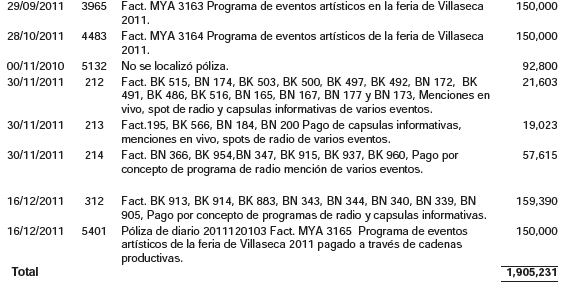 29/09/2011 3965 Fact. MYA 3163 Programa de eventos artísticos en la feria de Villaseca 150,000
2011.
28/10/2011 4483 Fact. MYA 3164 Programa de eventos artísticos de la feria de Villaseca 150,000
2011.
00/11/2010 5132 No se localizó póliza. 92,800
30/11/2011 212 Fact. BK 515, BN 174, BK 503, BK 500, BK 497, BK 492, BN 172, BK 21,603
491, BK 486, BK 516, BN 165, BN 167, BN 177 y BN 173, Menciones en
vivo, spot de radio y capsulas informativas de varios eventos.
30/11/2011 213 Fact.195, BK 566, BN 184, BN 200 Pago de capsulas informativas, 19,023
menciones en vivo, spots de radio de varios eventos.
30/11/2011 214 Fact. BN 366, BK 954,BN 347, BK 915, BK 937, BK 960, Pago por 57,615
concepto de programa de radio mención de varios eventos.
16/12/2011 312 Fact. BK 913, BK 914, BK 883, BN 343, BN 344, BN 340, BN 339, BN 159,390
905, Pago por concepto de programas de radio y capsulas informativas.
16/12/2011 5401 Póliza de diario 2011120103 Fact. MYA 3165 Programa de eventos 150,000
artísticos de la feria de Villaseca 2011 pagado a través de cadenas
productivas.
Total 1,905,231